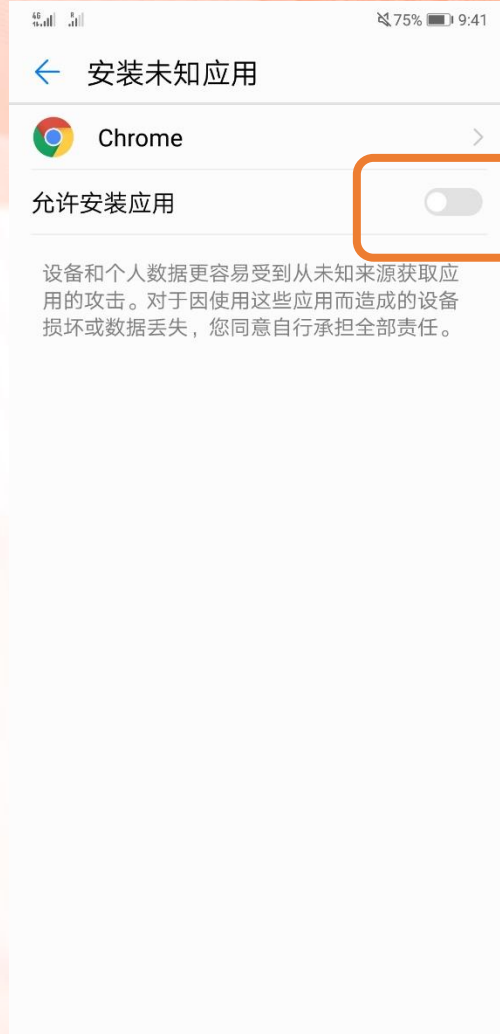 4G 75% 9:41
安装未知应用
Chrome
允许安装应用
设备和个人数据更容易受到从未知来源获取应
用的攻击。对于因使用这些应用而造成的设备
损坏或数据丢失，您同意自行承担全部责任。